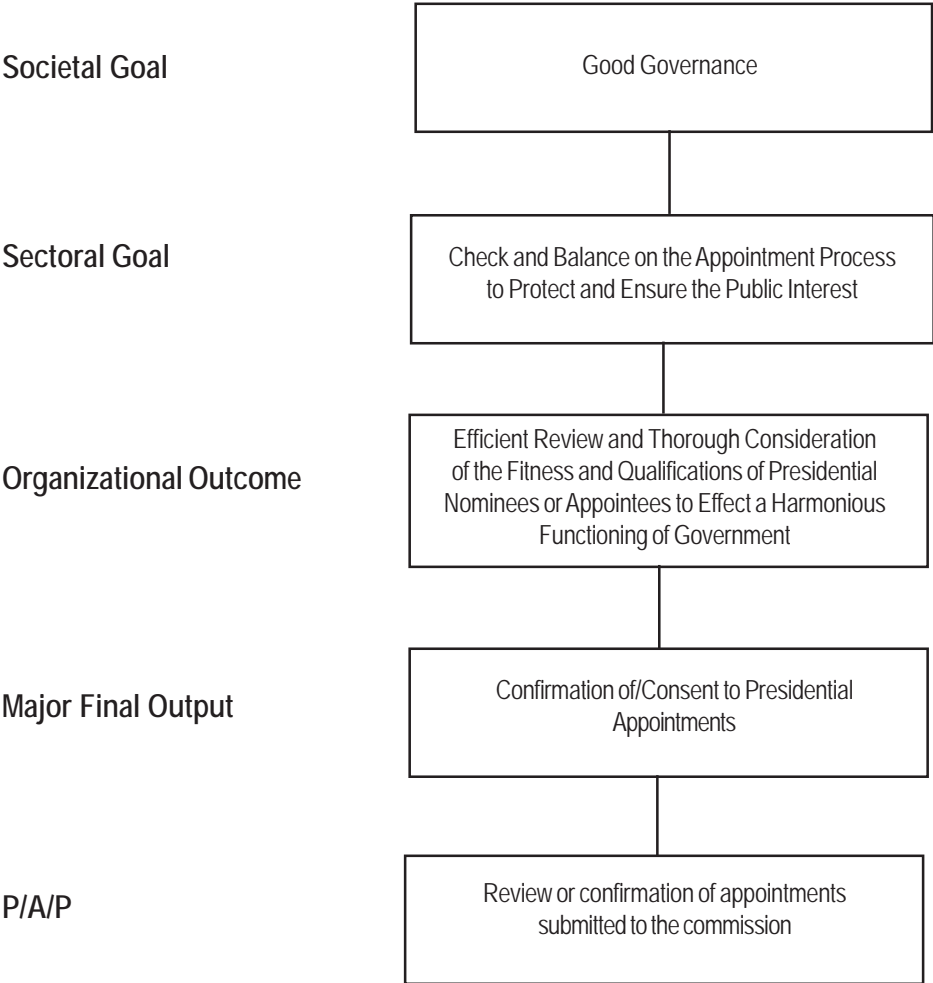 Societal Goal
Good Governance
Sectoral Goal
Check and Balance on the Appointment Process
to Protect and Ensure the Public Interest
Organizational Outcome
Efficient Review and Thorough Consideration
of the Fitness and Qualifications of Presidential
Nominees or Appointees to Effect a Harmonious
Functioning of Government
Major Final Output
Confirmation of/Consent to Presidential
Appointments
P/A/P
Review or confirmation of appointments
submitted to the commission